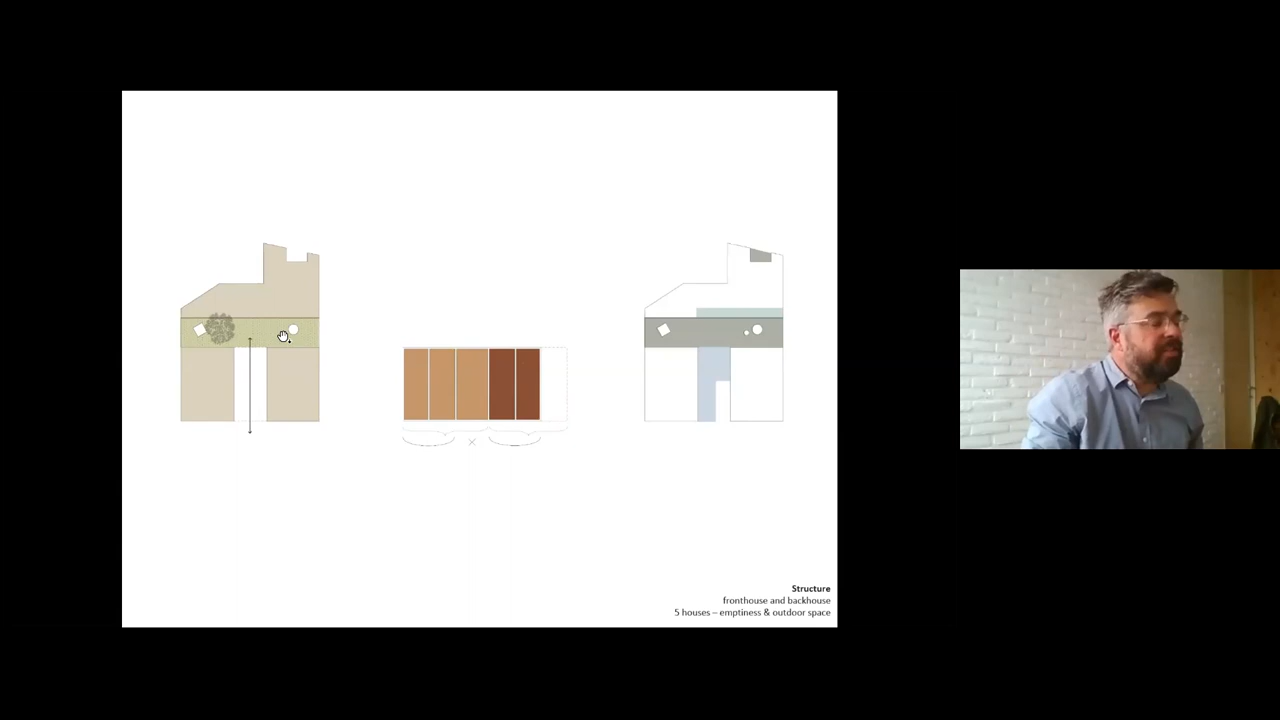 Structure
fronthouse and backhouse
5 houses – emptiness & outdoor space